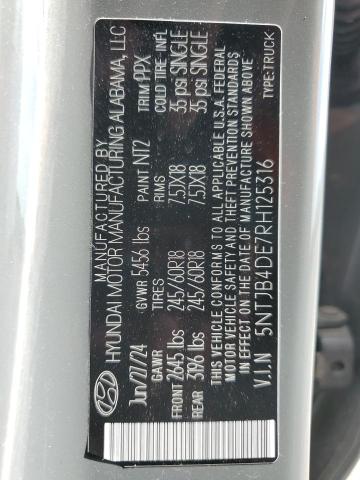 MANUFACTURED BY
HYUNDAI MOTOR MANUFACTURING ALABAMA, LLC
Jun/27/24 GVWR 5456 lbs PAINT NT2 TRIM PPX
GAWR TIRES RIMS COLD TIRE-INFL
FRONT 2645 lbs 245/60R18 7.5JX18 35 psi SINGLE
REAR 3196 lbs 245/60R18 7.5JX18 35 psi SINGLE
THIS VEHICLE CONFORMS TO ALL APPLICABLE U.S.A. FEDERAL
MOTOR VEHICLE SAFETY AND THEFT PREVENTION STANDARDS
IN EFFECT ON THE DATE OF MANUFACTURE SHOWN ABOVE.
V.I.N 5NTJB4DE7RH125316 TYPE:TRUCK